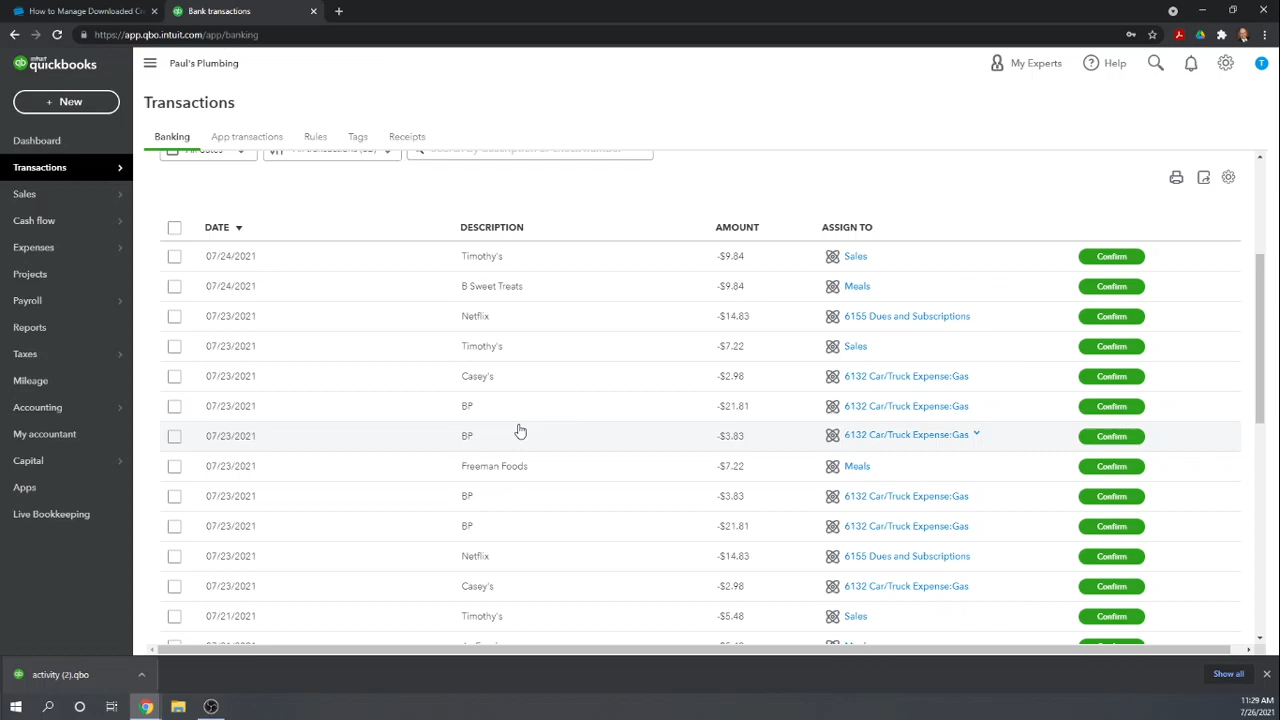 How to Manage Downloaded C
Bank transactions
https://app.qbo.intuit.com/app/banking
intuit quickbooks
Paul's Plumbing
My Experts
Help
T
+ New
Transactions
Banking
App transactions
Rules
Tags
Receipts
Dashboard
Transactions
Sales
Cash flow
Expenses
Projects
Payroll
Reports
Taxes
Mileage
Accounting
My accountant
Capital
Apps
Live Bookkeeping
DATE DESCRIPTION AMOUNT ASSIGN TO
07/24/2021 Timothy's -$9.84 Sales Confirm
07/24/2021 B Sweet Treats -$9.84 Meals Confirm
07/23/2021 Netflix -$14.83 6155 Dues and Subscriptions Confirm
07/23/2021 Timothy's -$7.22 Sales Confirm
07/23/2021 Casey's -$2.98 6132 Car/Truck Expense:Gas Confirm
07/23/2021 BP -$21.81 6132 Car/Truck Expense:Gas Confirm
07/23/2021 BP -$3.83 6132 Car/Truck Expense:Gas Confirm
07/23/2021 Freeman Foods -$7.22 Meals Confirm
07/23/2021 BP -$3.83 6132 Car/Truck Expense:Gas Confirm
07/23/2021 BP -$21.81 6132 Car/Truck Expense:Gas Confirm
07/23/2021 Netflix -$14.83 6155 Dues and Subscriptions Confirm
07/23/2021 Casey's -$2.98 6132 Car/Truck Expense:Gas Confirm
07/21/2021 Timothy's -$5.48 Sales Confirm
activity (2).qbo
Show all
11:29 AM
7/26/2021